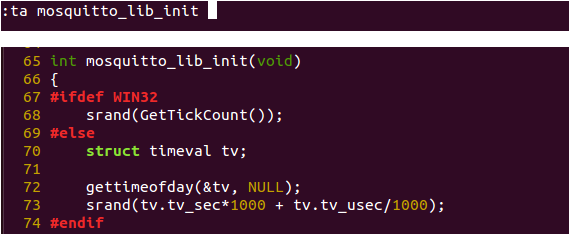 :ta mosquitto_lib_init
65 int mosquitto_lib_init(void)
66 {
67 #ifdef WIN32
68     srand(GetTickCount());
69 #else
70     struct timeval tv;
71
72     gettimeofday(&tv, NULL);
73     srand(tv.tv_sec*1000 + tv.tv_usec/1000);
74 #endif